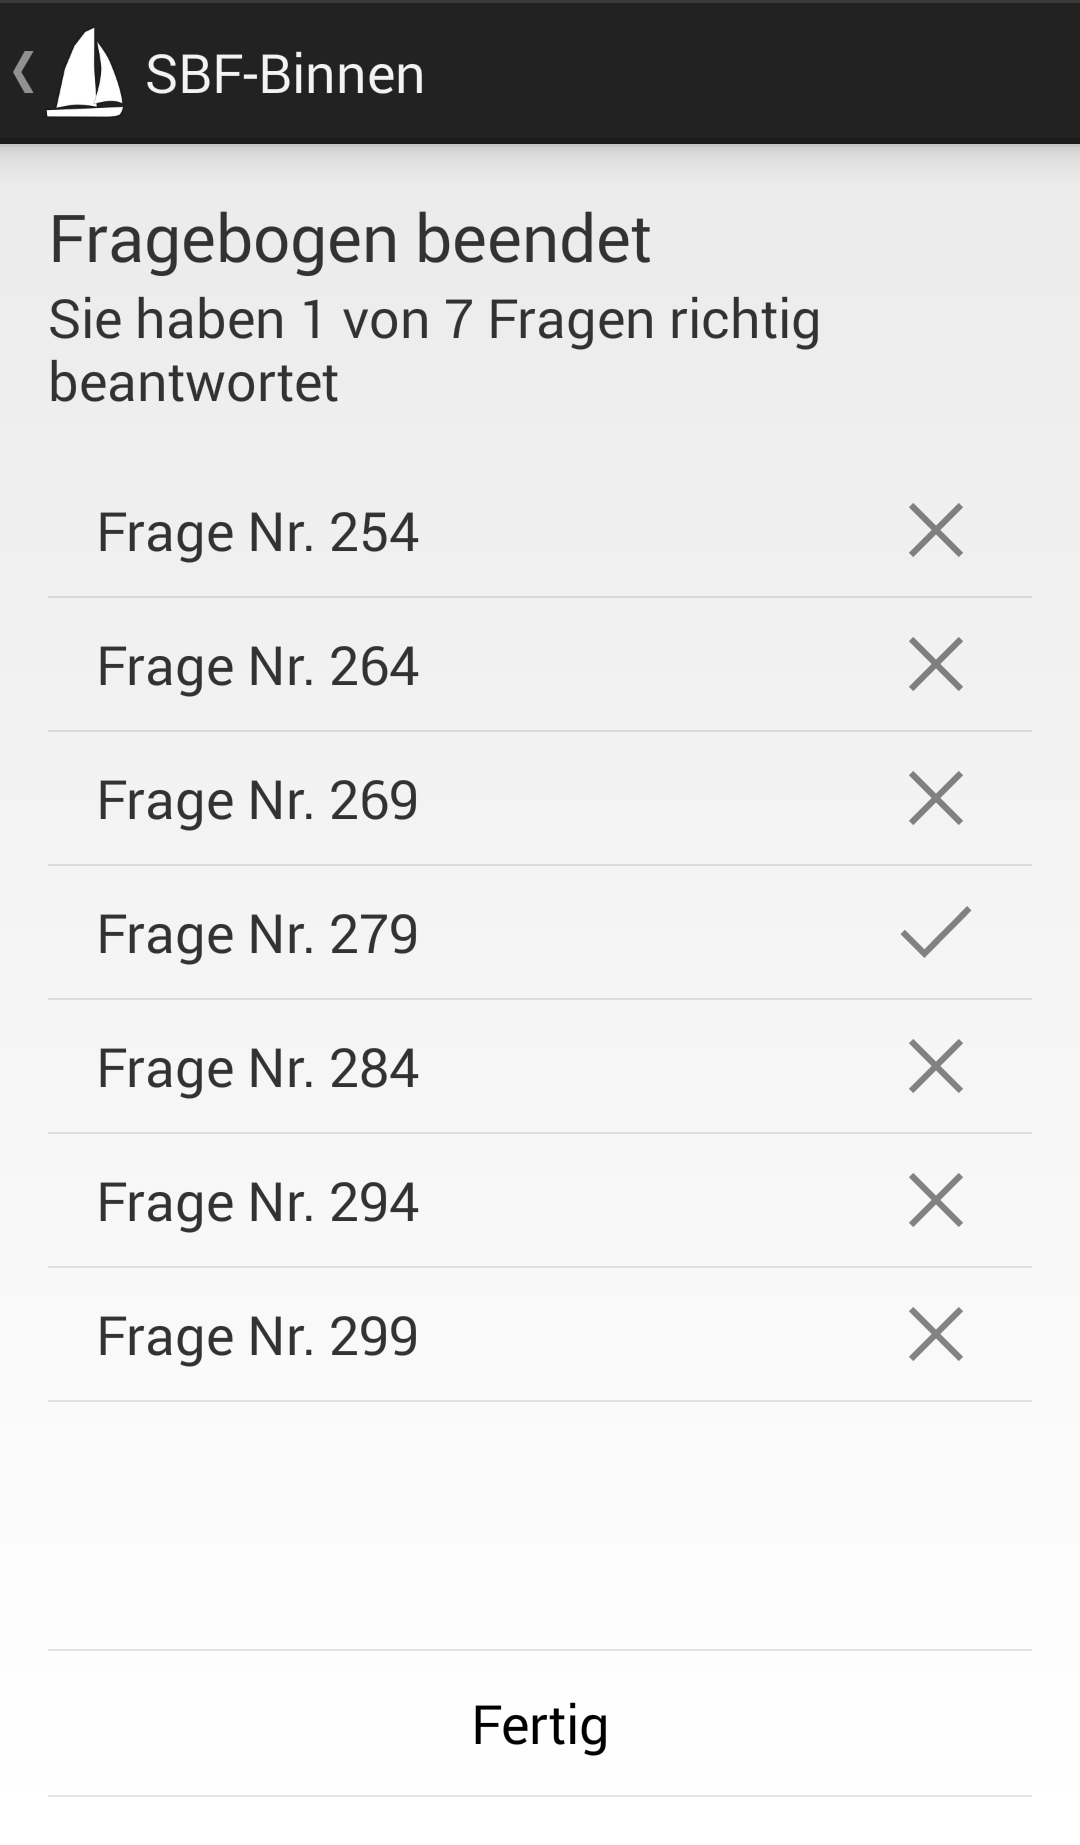 SBF-Binnen
Fragebogen beendet
Sie haben 1 von 7 Fragen richtig
beantwortet
Frage Nr. 254
Frage Nr. 264
Frage Nr. 269
Frage Nr. 279
Frage Nr. 284
Frage Nr. 294
Frage Nr. 299
Fertig